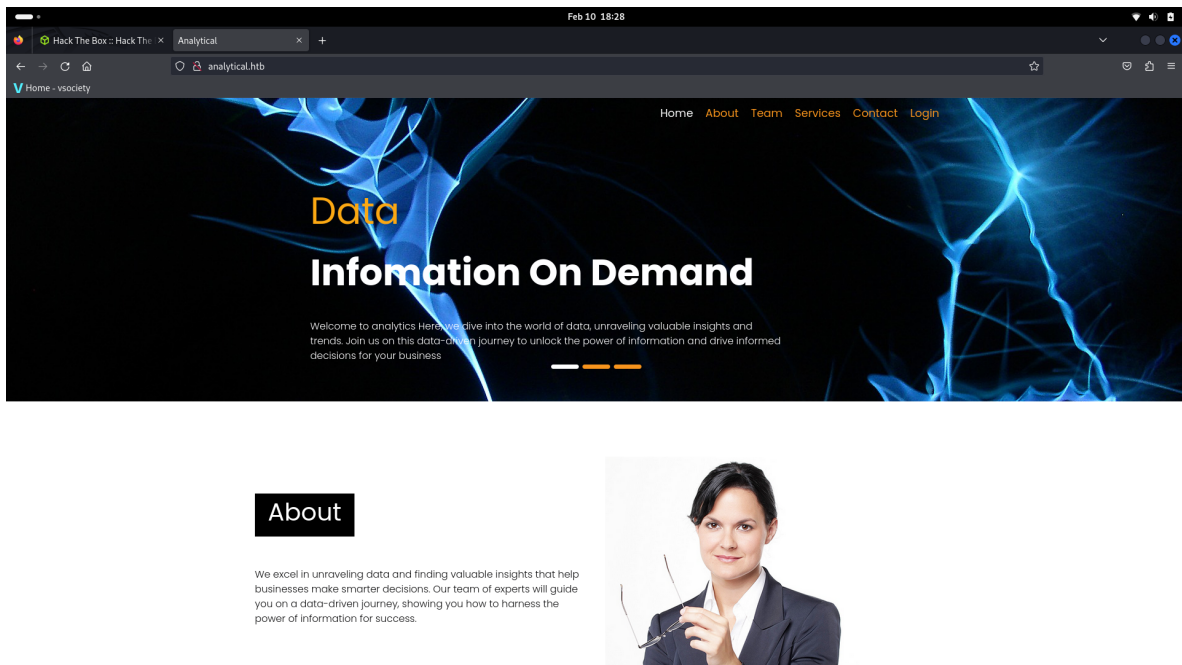 Feb 10 18:28
Hack The Box :: Hack The
Analytical
analytical.htb
Home - vsociety
Home About Team Services Contact Login
Data
Infomation On Demand
Welcome to analytics Here, we dive into the world of data, unraveling valuable insights and
trends. Join us on this data-driven journey to unlock the power of information and drive informed
decisions for your business
About
We excel in unraveling data and finding valuable insights that help
businesses make smarter decisions. Our team of experts will guide
you on a data-driven journey, showing you how to harness the
power of information for success.